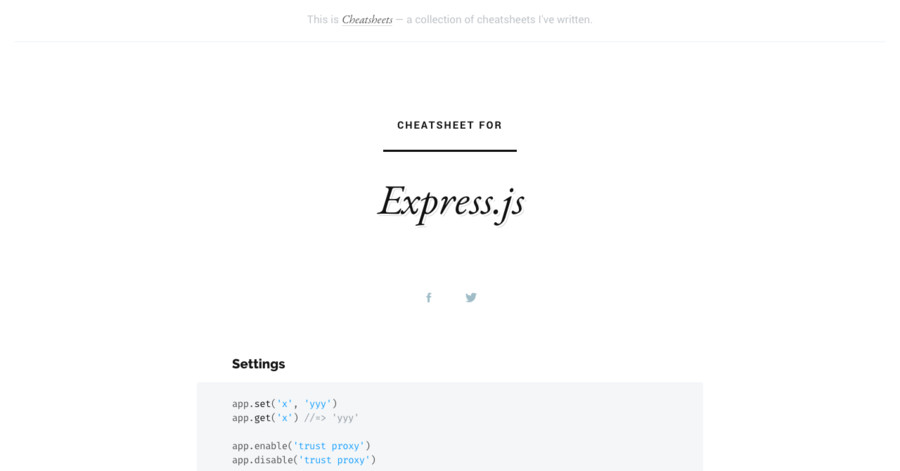 This is Cheatsheets — a collection of cheatsheets I've written.
CHEATSHEET FOR
Express.js
Settings
app.set('x', 'yyy')
app.get('x') //=> 'yyy'
app.enable('trust proxy')
app.disable('trust proxy')